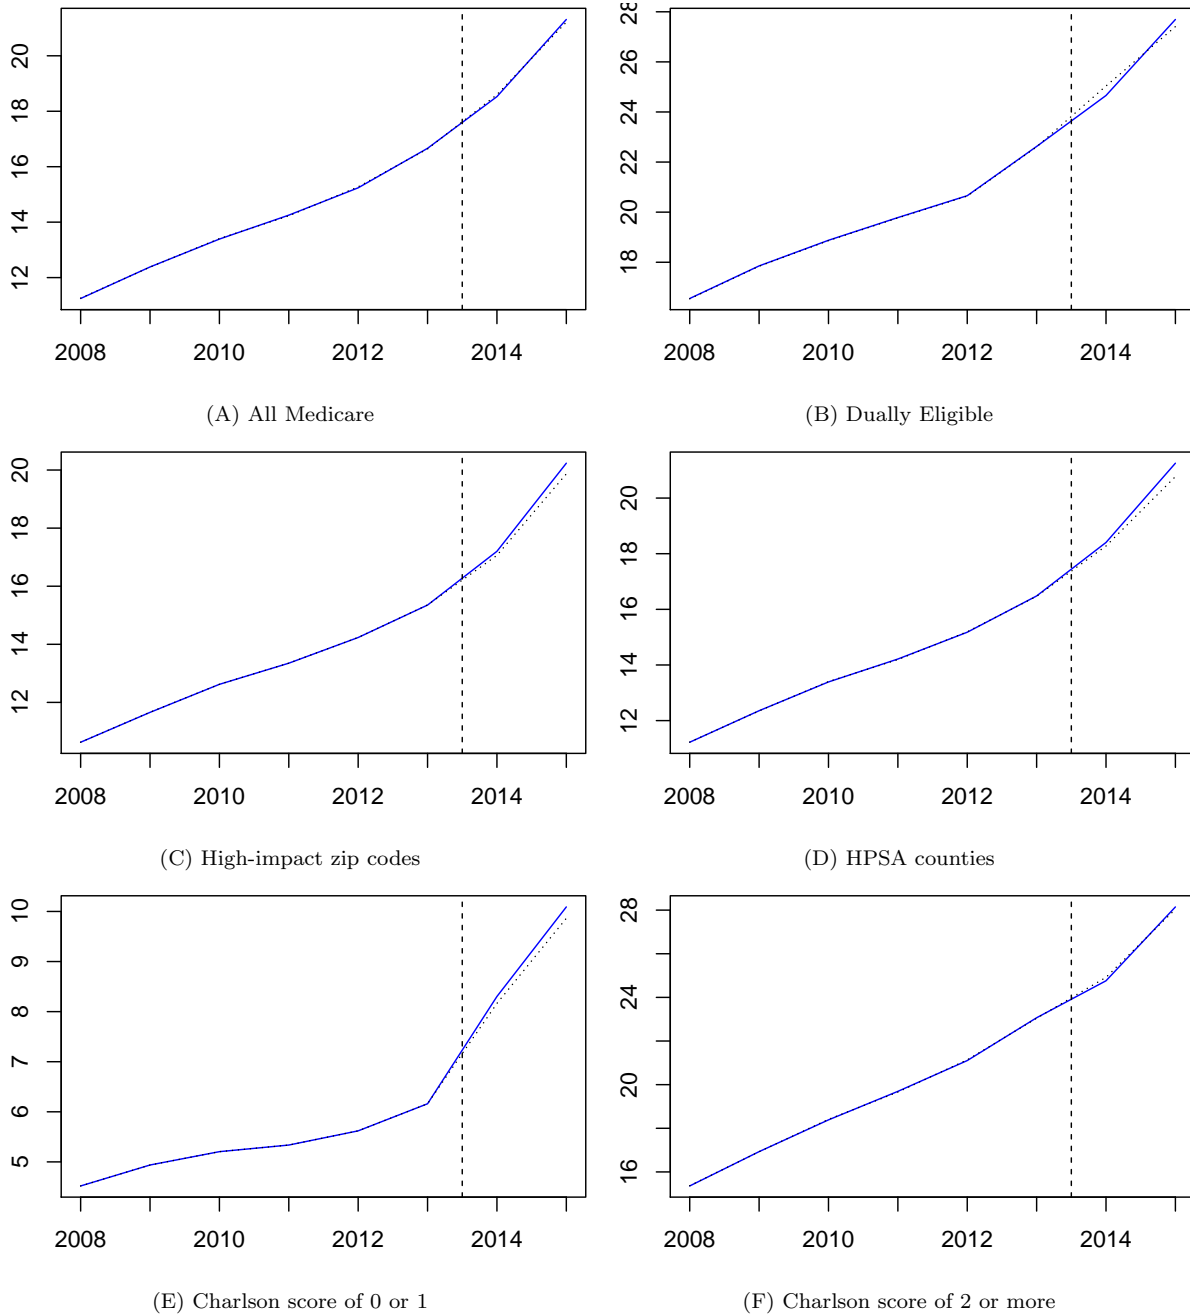 20
18
16
14
12
2008 2010 2012 2014
(A) All Medicare
28
26
24
22
20
18
2008 2010 2012 2014
(B) Dually Eligible
20
18
16
14
12
2008 2010 2012 2014
(C) High-impact zip codes
20
18
16
14
12
2008 2010 2012 2014
(D) HPSA counties
10
9
8
7
6
5
2008 2010 2012 2014
(E) Charlson score of 0 or 1
28
24
20
16
2008 2010 2012 2014
(F) Charlson score of 2 or more